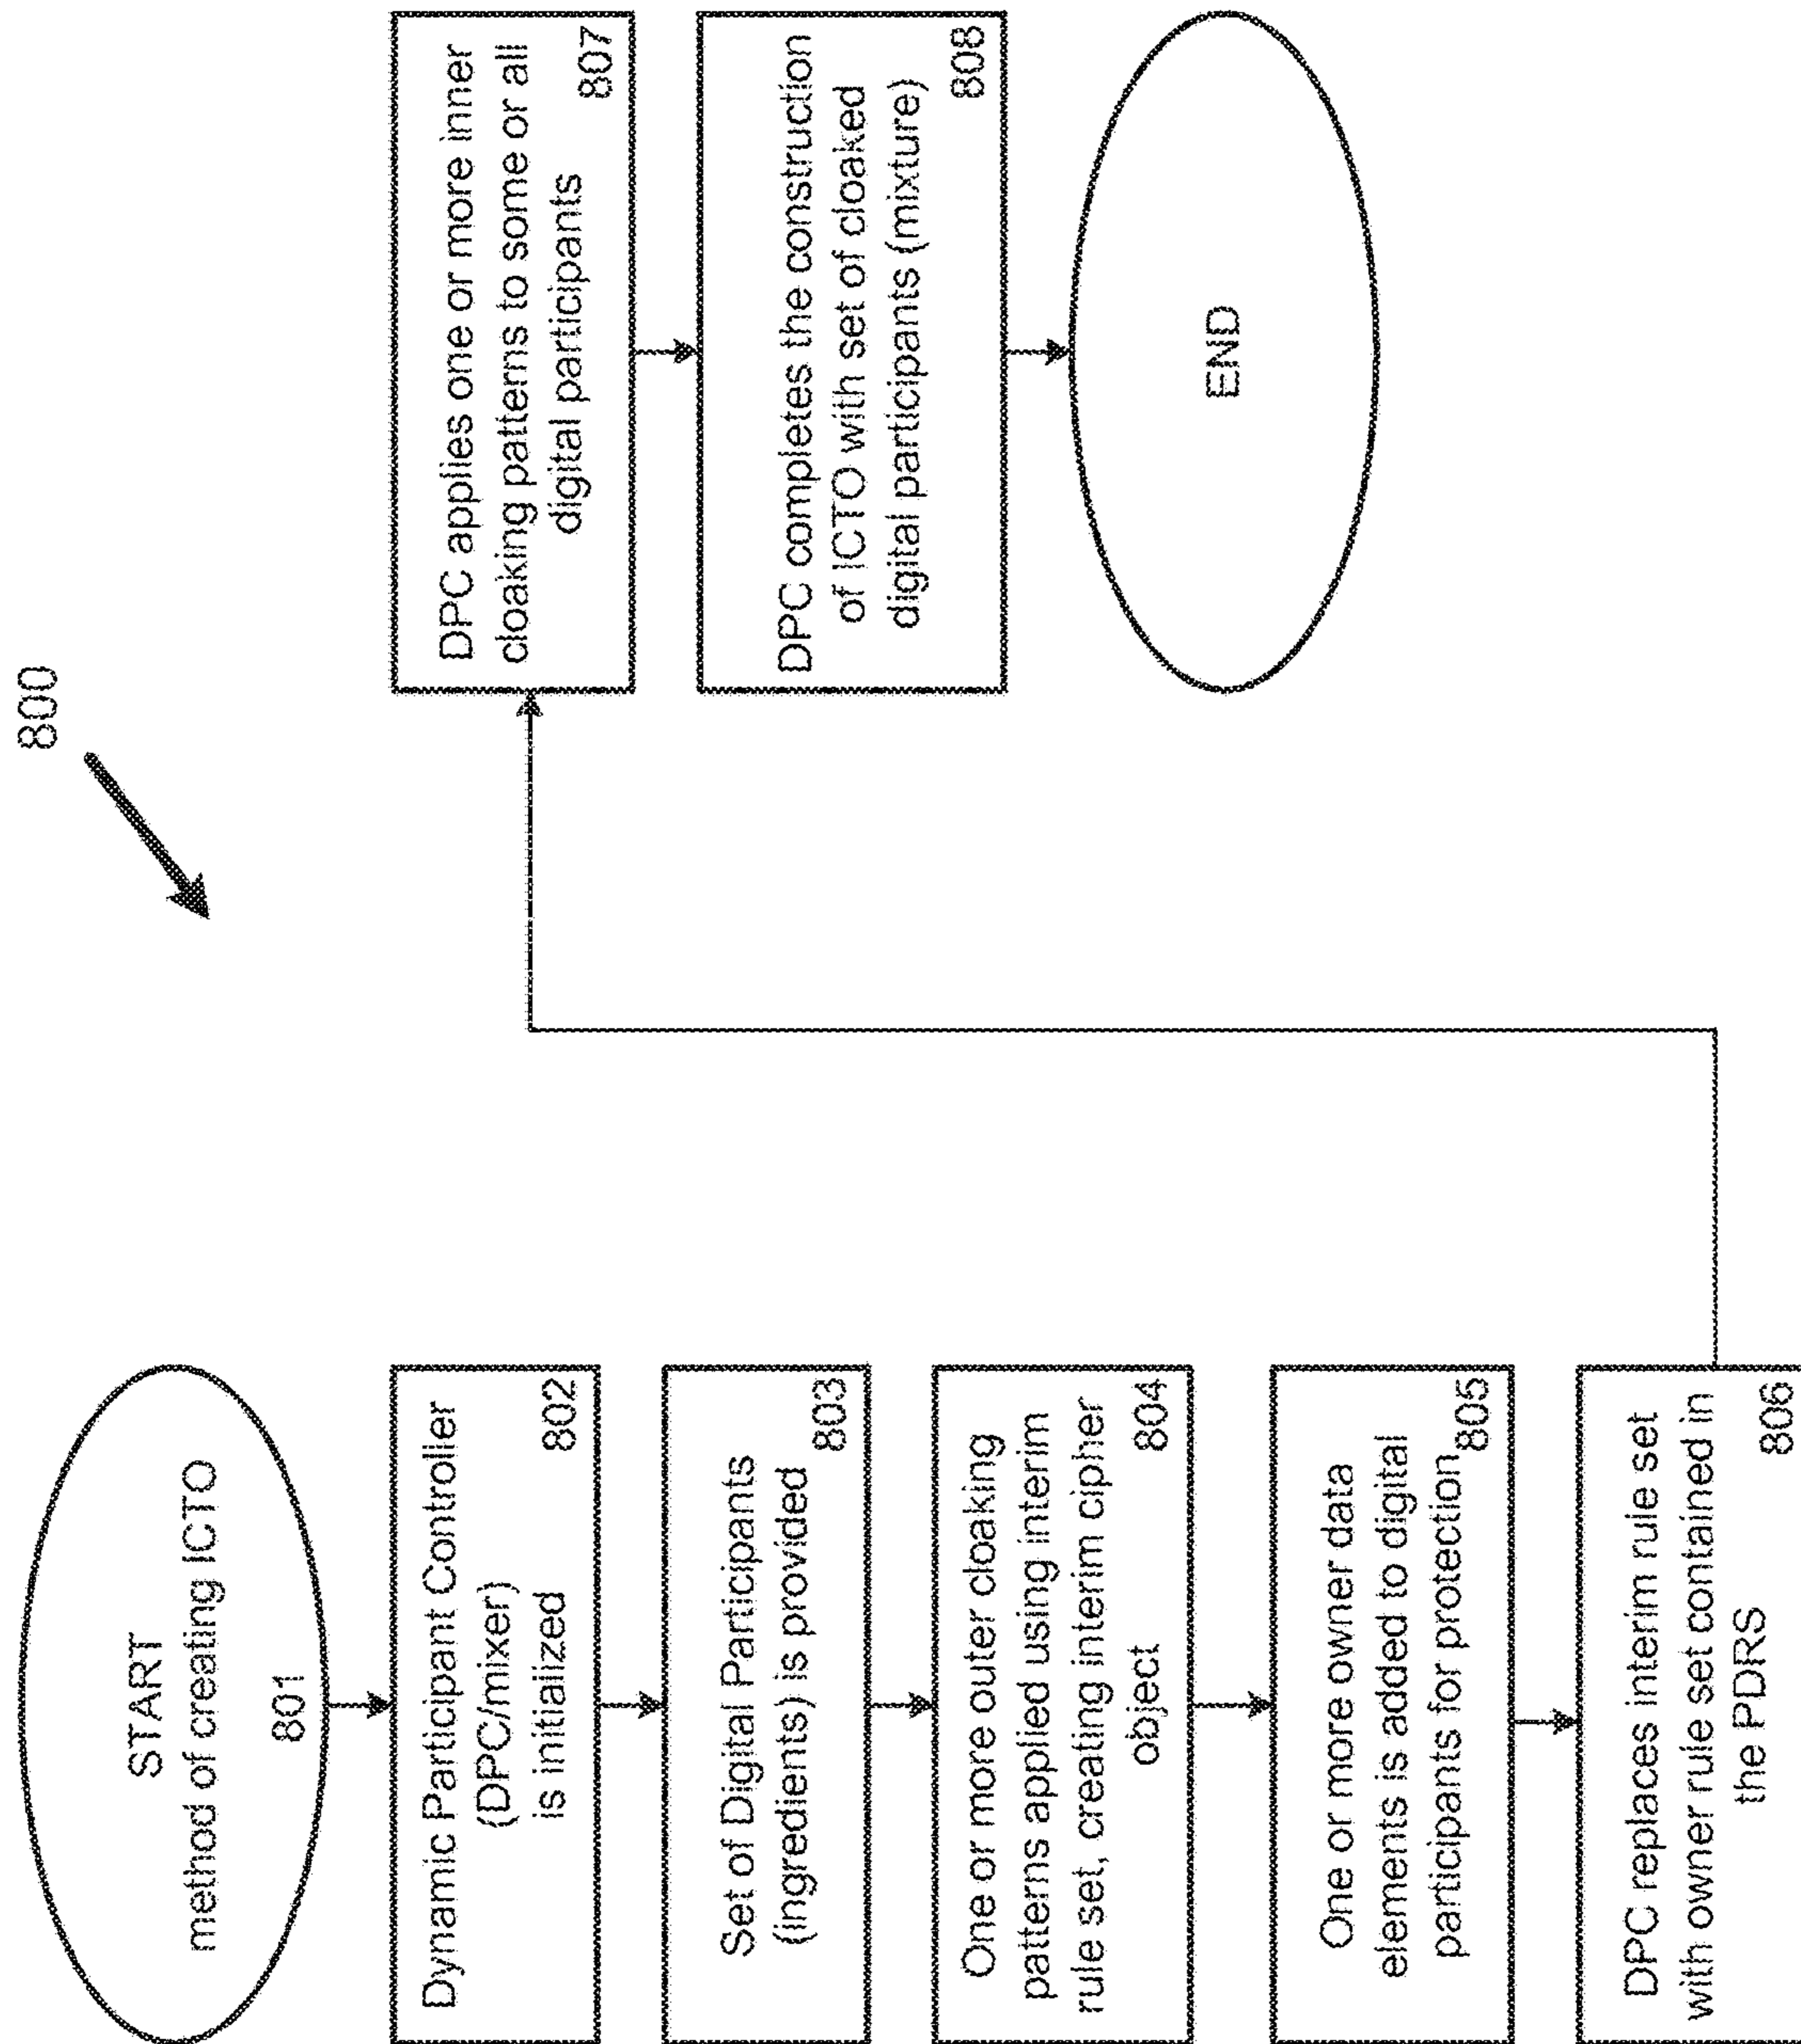 800
START
method of creating ICTO
801
Dynamic Participant Controller
(DPC/mixer)
is initialized
802
Set of Digital Participants
(ingredients) is provided
803
One or more outer cloaking
patterns applied using interim
rule set, creating interim cipher
object
804
One or more owner data
elements is added to digital
participants for protection
805
DPC replaces interim rule set
with owner rule set contained in
the PDRS
806
DPC applies one or more inner
cloaking patterns to some or all
digital participants
807
DPC completes the construction
of ICTO with set of cloaked
digital participants (mixture)
808
END